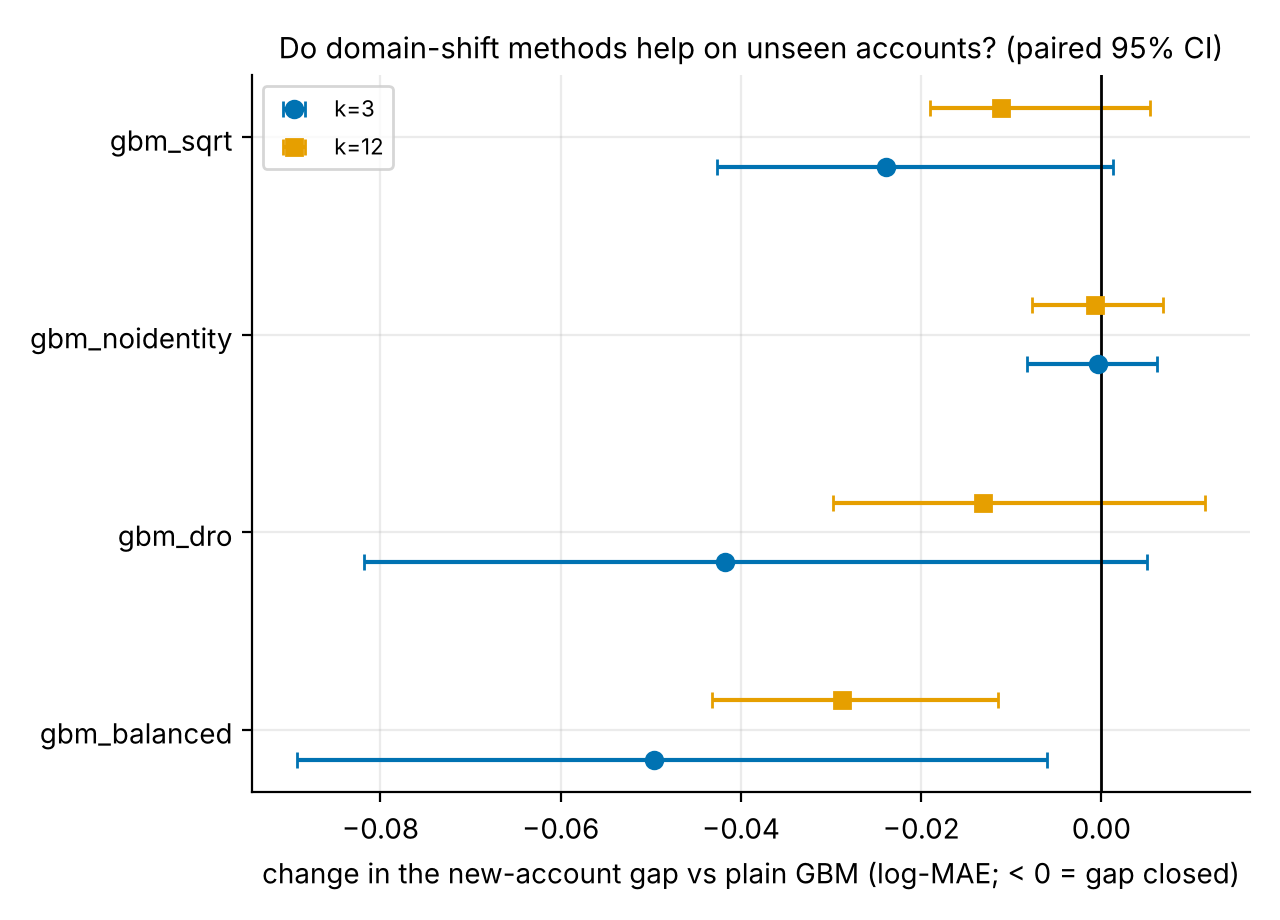 Do domain-shift methods help on unseen accounts? (paired 95% CI)
k=3
k=12
gbm_sqrt
gbm_noidentity
gbm_dro
gbm_balanced
−0.08 −0.06 −0.04 −0.02 0.00
change in the new-account gap vs plain GBM (log-MAE; < 0 = gap closed)